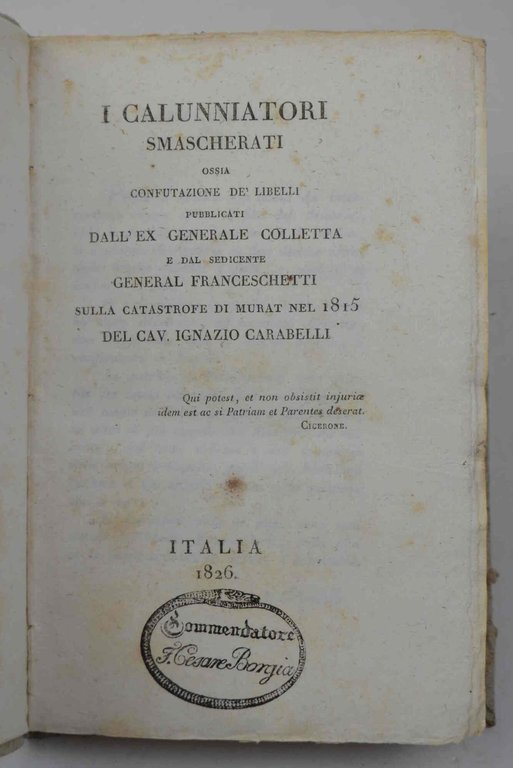 I CALUNNIATORI
SMASCHERATI
OSSIA
CONFUTAZIONE DE' LIBELLI
PUBBLICATI
DALL' EX GENERALE COLLETTA
E DAL SEDICENTE
GENERAL FRANCESCHETTI
SULLA CATASTROFE DI MURAT NEL 1815
DEL CAV. IGNAZIO CARABELLI
Qui potest, et non obsistit injuriæ
idem est ac si Patriam et Parentes deserat.
CICERONE.
ITALIA
1826.
Commendatore
F. Cesare Borgia